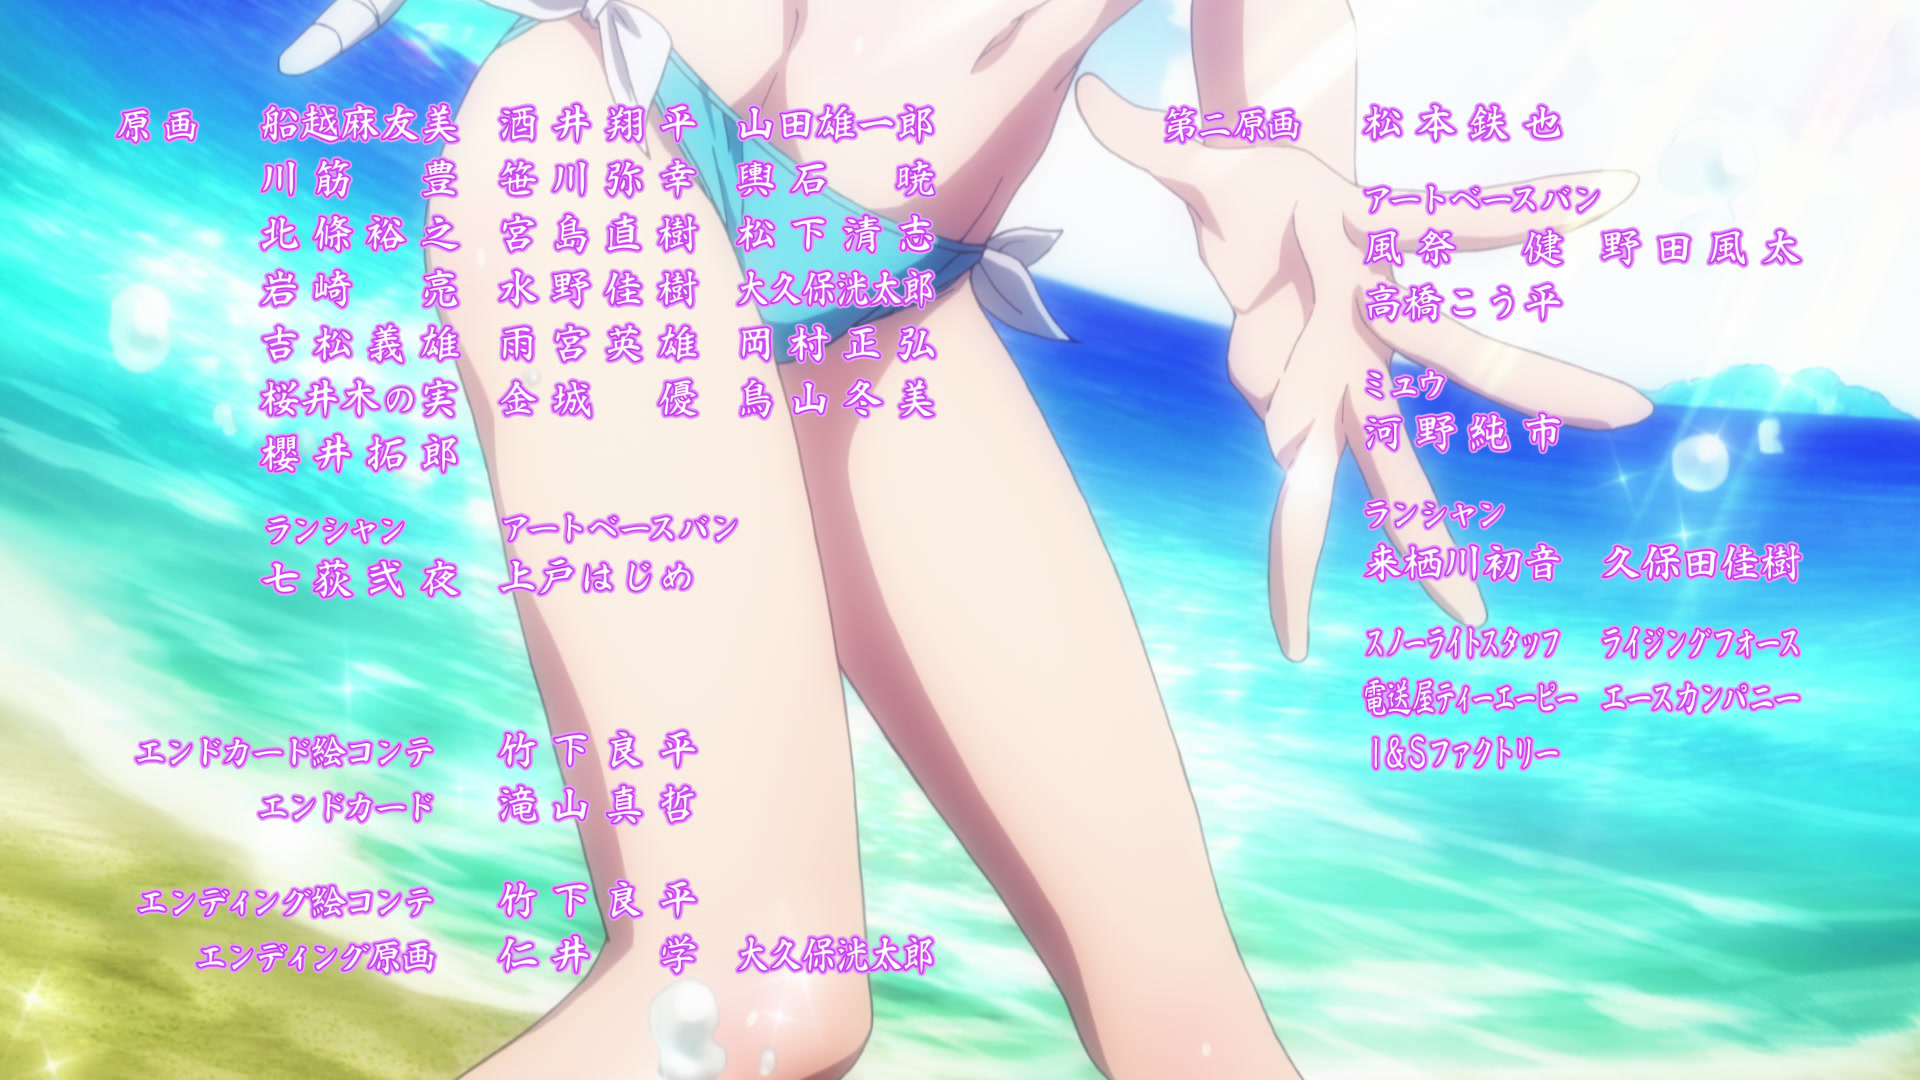 原画 船越麻友美 酒井翔平 山田雄一郎
川筋 豊 笹川弥幸 輿石 暁
北條裕之 宮島直樹 松下清志
岩崎 亮 水野佳樹 大久保洸太郎
吉松義雄 雨宮英雄 岡村正弘
桜井木の実 金城 優 鳥山冬美
櫻井拓郎
ランシャン アートベースバン
七荻弐夜 上戸はじめ
エンドカード絵コンテ 竹下良平
エンドカード 滝山真哲
エンディング絵コンテ 竹下良平
エンディング原画 仁井 学 大久保洸太郎
第二原画 松本鉄也
アートベースバン
風祭 健 野田風太
高橋こう平
ミュウ
河野純市
ランシャン
来栖川初音 久保田佳樹
スノーライトスタッフ ライジングフォース
電送屋ティーエーピー エースカンパニー
I&Sファクトリー